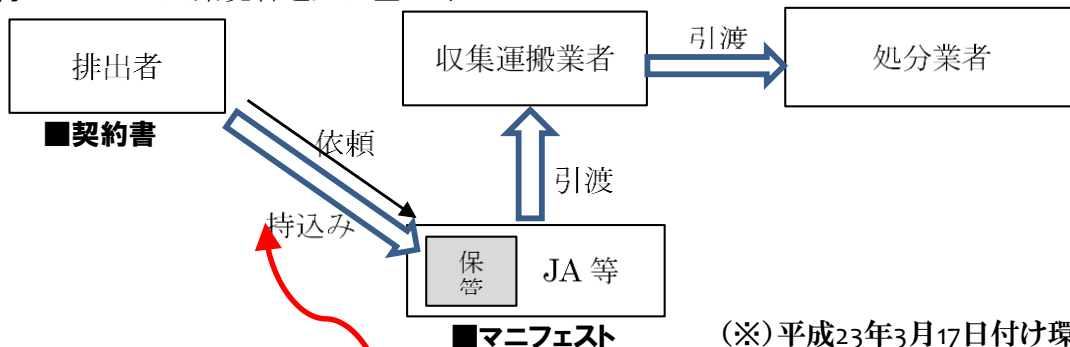 排出者
■契約書
収集運搬業者
引渡
処分業者
依頼
持込み
引渡
保管
JA 等
■マニフェスト
(※)平成23年3月17日付け環